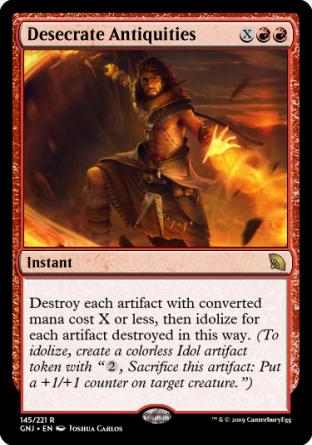 Desecrate Antiquities XRR
Instant
Destroy each artifact with converted
mana cost X or less, then idolize for
each artifact destroyed in this way. (To
idolize, create a colorless Idol artifact
token with “2, Sacrifice this artifact: Put
a +1/+1 counter on target creature.”)
145/221 R
GNJ • EN Joshua Carlos
™ & © 2019 CanterburyEgg